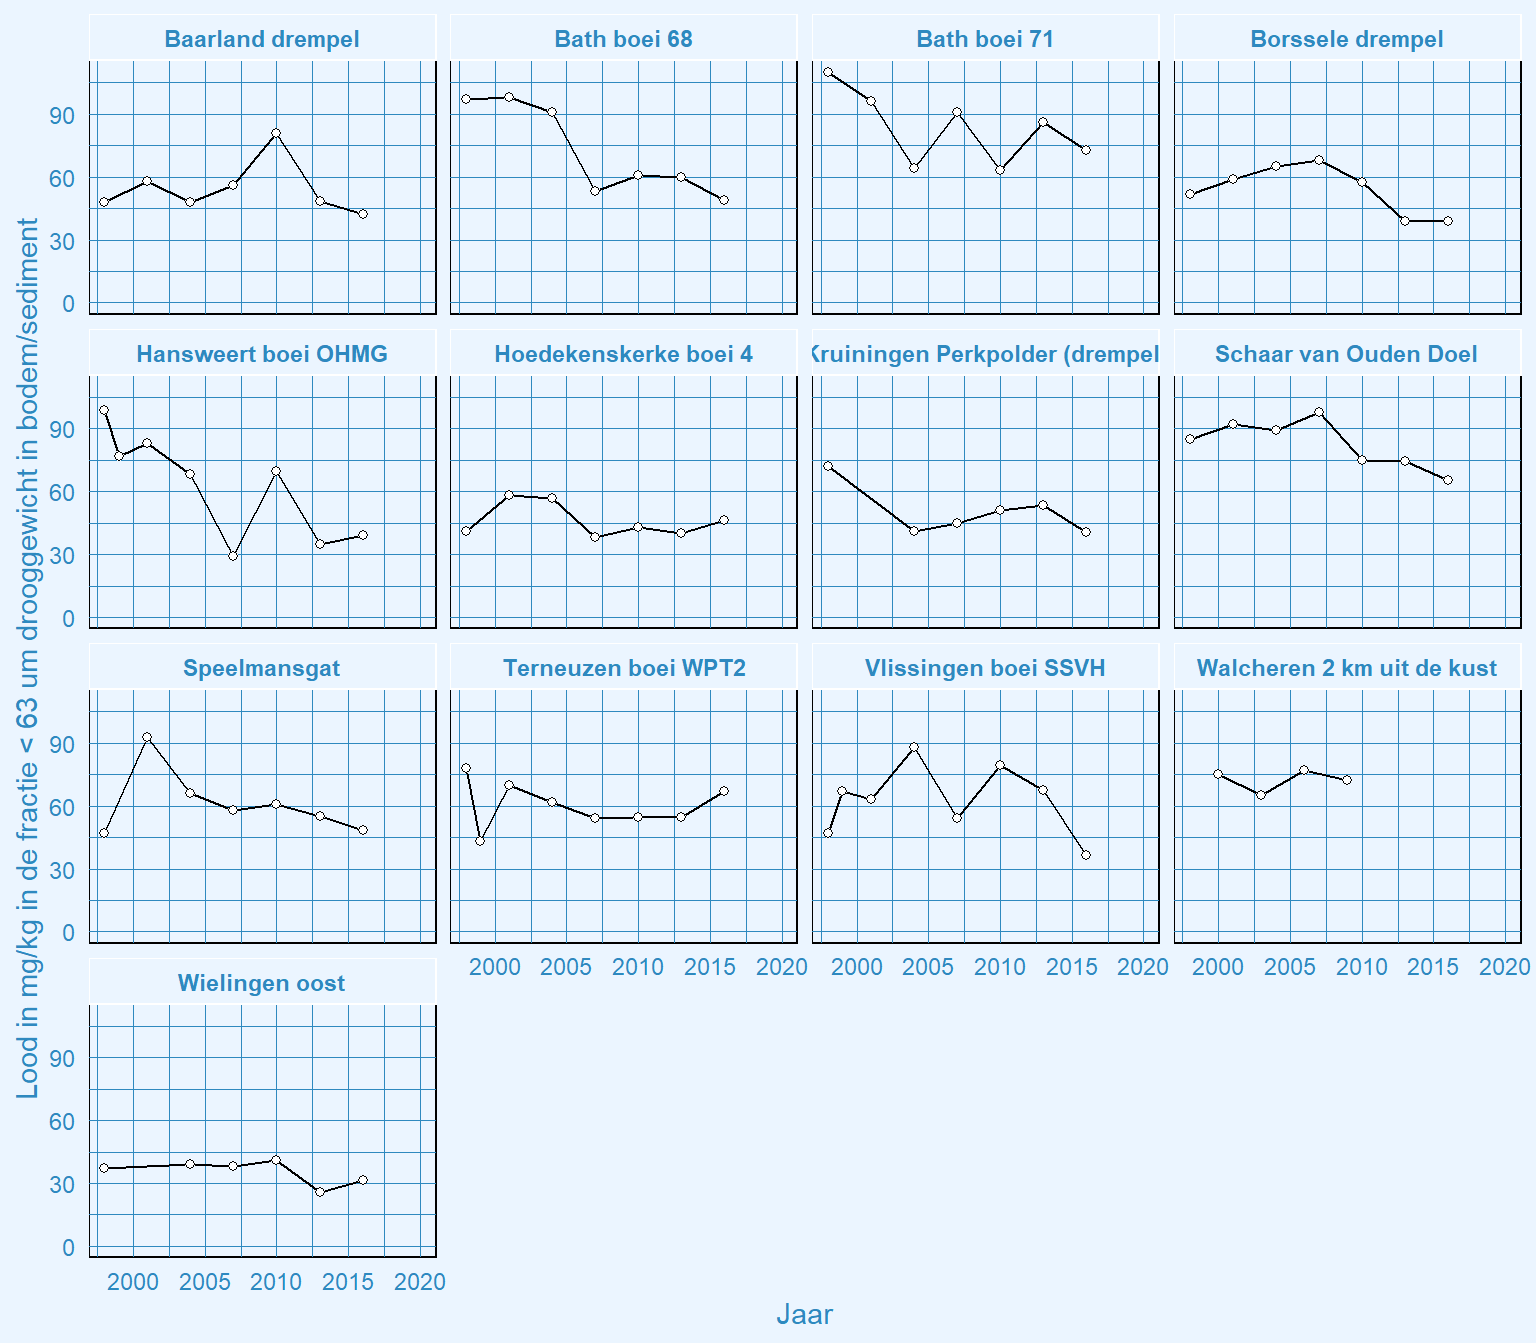 Baarland drempel
Bath boei 68
Bath boei 71
Borssele drempel
90
60
30
0
Hansweert boei OHMG
Hoedekenskerke boei 4
Kruiningen Perkpolder (drempel
Schaar van Ouden Doel
90
60
30
0
Speelmansgat
Terneuzen boei WPT2
Vlissingen boei SSVH
Walcheren 2 km uit de kust
90
60
30
0
2000 2005 2010 2015 2020
2000 2005 2010 2015 2020
2000 2005 2010 2015 2020
Wielingen oost
90
60
30
0
2000 2005 2010 2015 2020
Jaar
Lood in mg/kg in de fractie < 63 um drooggewicht in bodem/sediment